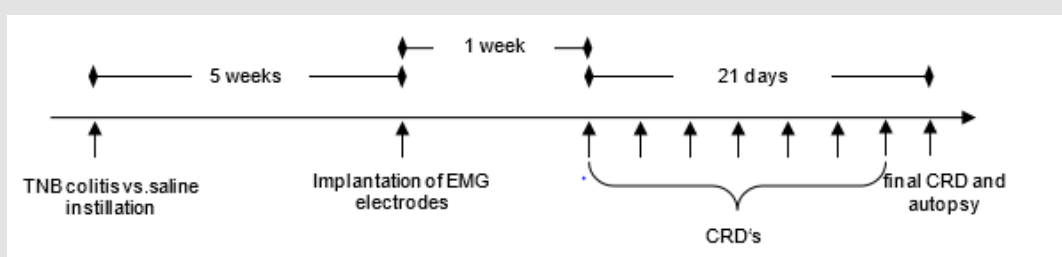 1 week
5 weeks
21 days
TNB colitis vs.saline
instillation
Implantation of EMG
electrodes
final CRD and
autopsy
CRD's